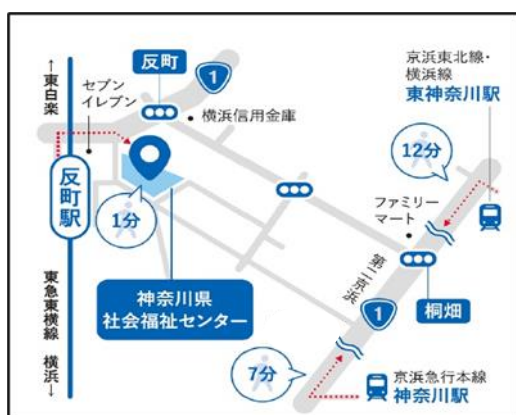 ↑東白楽
セブン
イレブン
反町
1
横浜信用金庫
京浜東北線・
横浜線
東神奈川駅
12分
反町駅
1分
ファミリー
マート
神奈川県
社会福祉センター
第二京浜
桐畑
1
東急東横線 横浜→
7分
京浜急行本線
神奈川駅